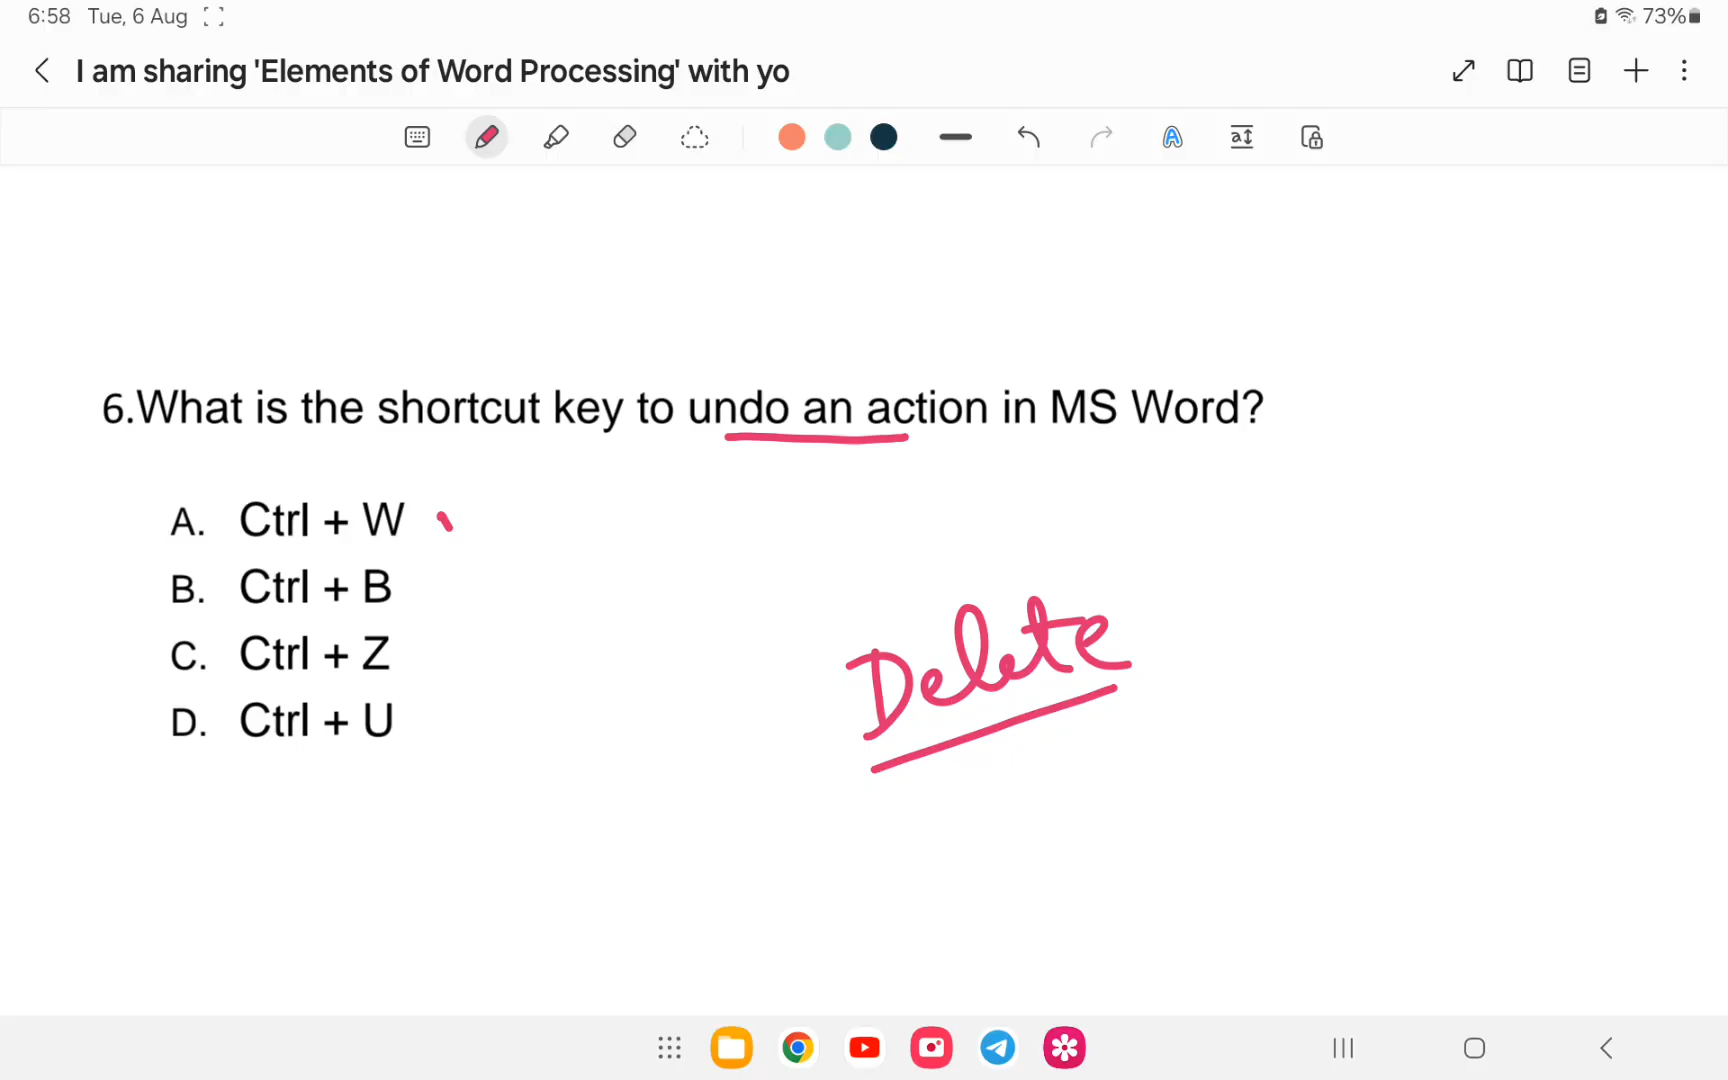 6:58 Tue, 6 Aug 73%
I am sharing 'Elements of Word Processing' with yo
6.What is the shortcut key to undo an action in MS Word?
A. Ctrl + W
B. Ctrl + B
C. Ctrl + Z
D. Ctrl + U
Delete